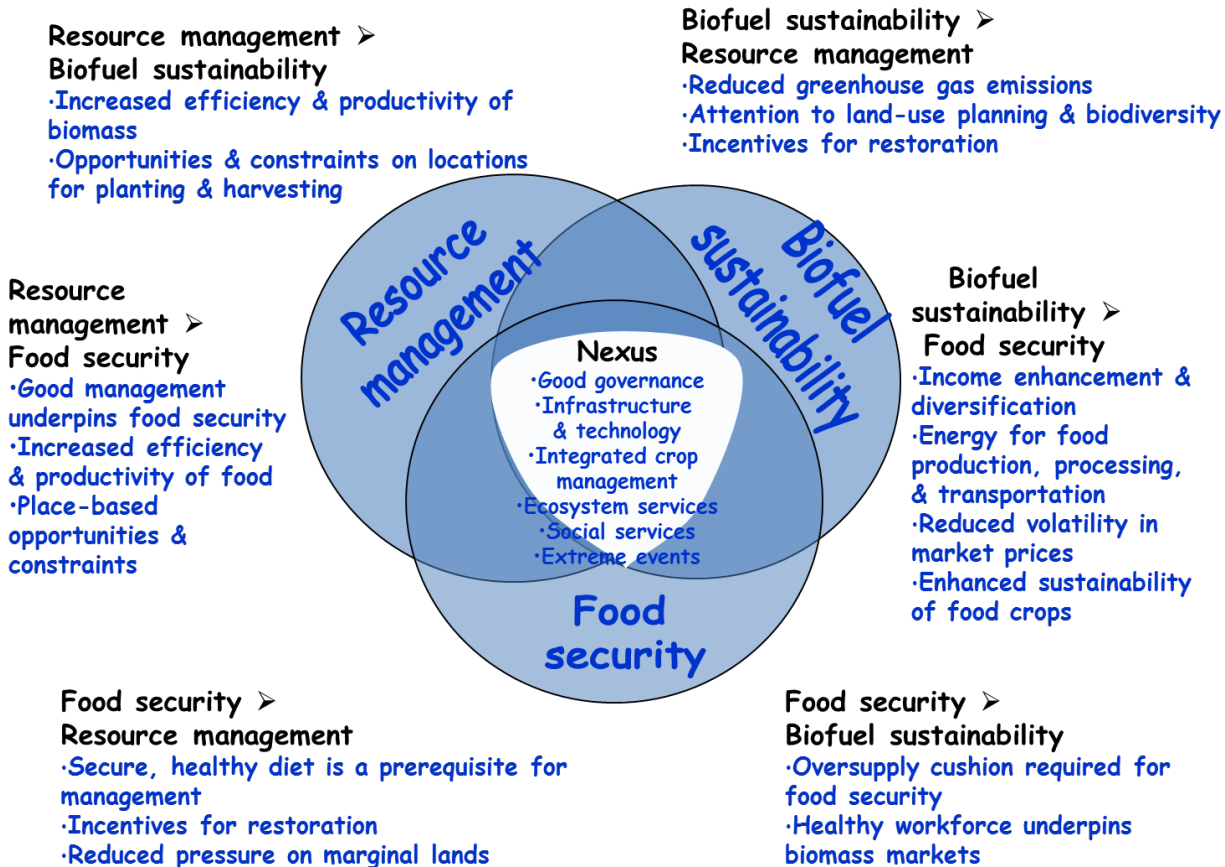 Resource management ➢
Biofuel sustainability
·Increased efficiency & productivity of
biomass
·Opportunities & constraints on locations
for planting & harvesting
Biofuel sustainability ➢
Resource management
·Reduced greenhouse gas emissions
·Attention to land-use planning & biodiversity
·Incentives for restoration
Resource
management
Biofuel
sustainability
Resource
management ➢
Food security
·Good management
underpins food security
·Increased efficiency
& productivity of food
·Place-based
opportunities &
constraints
Nexus
·Good governance
·Infrastructure
& technology
·Integrated crop
management
·Ecosystem services
·Social services
·Extreme events
Biofuel
sustainability ➢
Food security
·Income enhancement &
diversification
·Energy for food
production, processing,
& transportation
·Reduced volatility in
market prices
·Enhanced sustainability
of food crops
Food
security
Food security ➢
Resource management
·Secure, healthy diet is a prerequisite for
management
·Incentives for restoration
·Reduced pressure on marginal lands
Food security ➢
Biofuel sustainability
·Oversupply cushion required for
food security
·Healthy workforce underpins
biomass markets